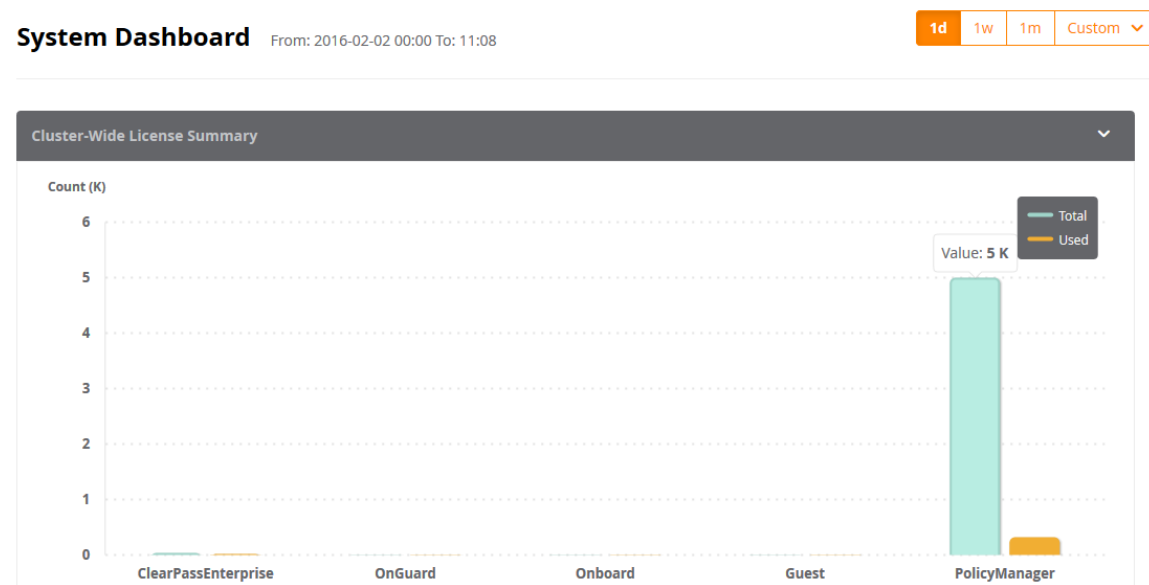 System Dashboard From: 2016-02-02 00:00 To: 11:08
1d 1w 1m Custom
Cluster-Wide License Summary
Count (K)
Total
Used
Value: 5 K
6
5
4
3
2
1
0
ClearPassEnterprise OnGuard Onboard Guest PolicyManager